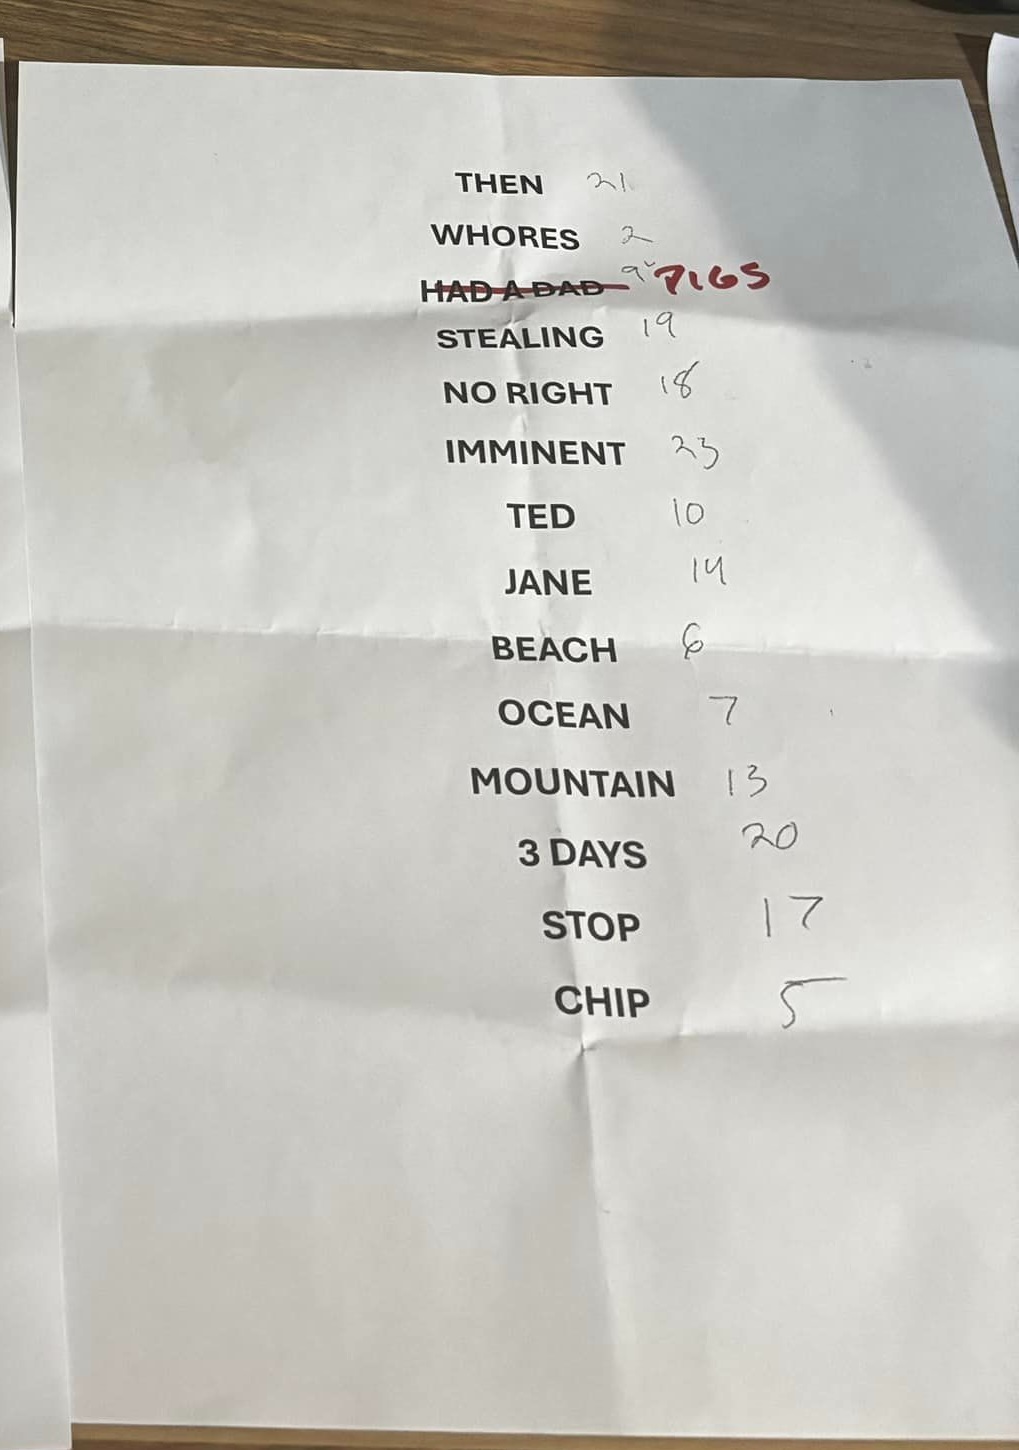 THEN 21
WHORES 2
HAD A DAD 9 PIGS
STEALING 19
NO RIGHT 18
IMMINENT 23
TED 10
JANE 14
BEACH 6
OCEAN 7
MOUNTAIN 13
3 DAYS 20
STOP 17
CHIP 5